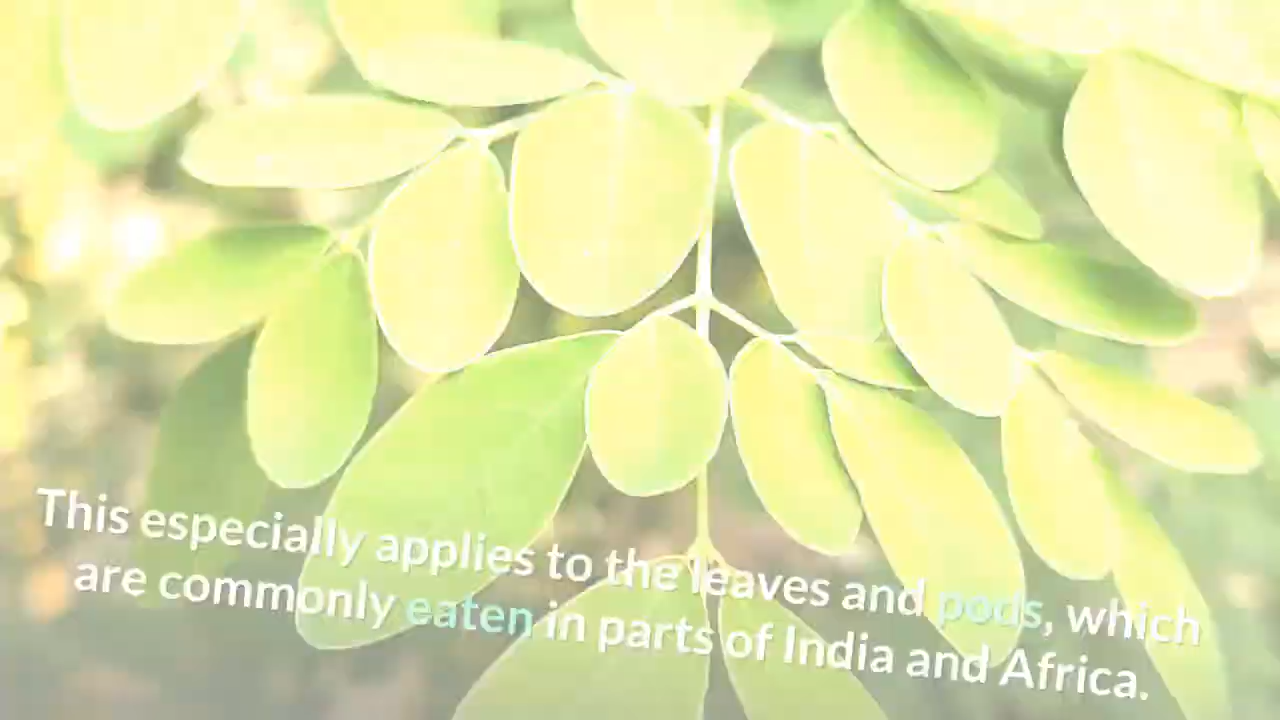 This especially applies to the leaves and pods, which
are commonly eaten in parts of India and Africa.